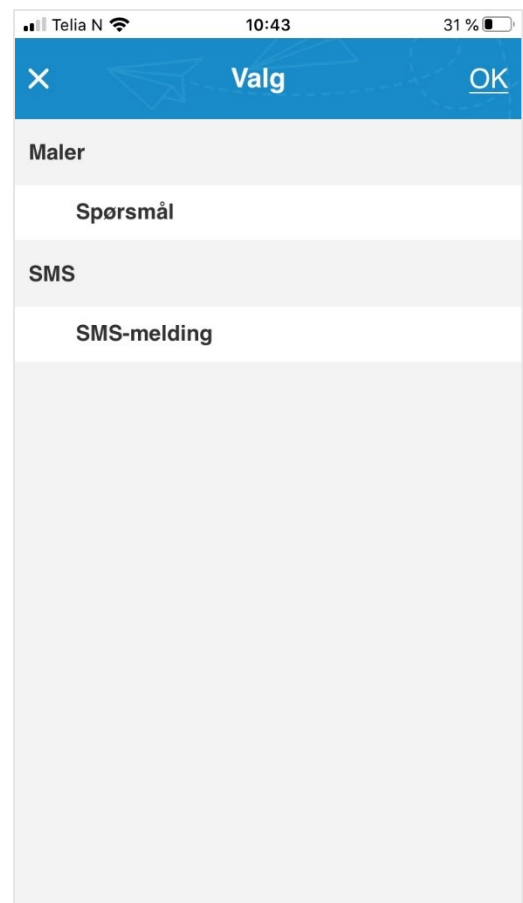 Telia N 10:43 31 %
× Valg OK
Maler
Spørsmål
SMS
SMS-melding